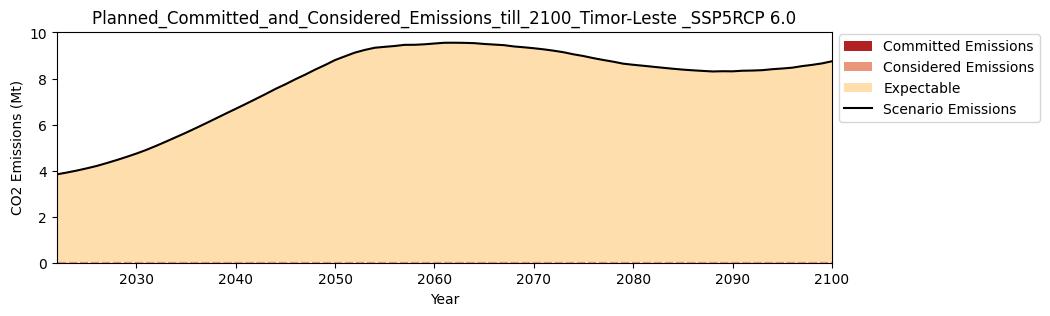 Planned_Committed_and_Considered_Emissions_till_2100_Timor-Leste _SSP5RCP 6.0
CO2 Emissions (Mt)
10
8
6
4
2
0
2030 2040 2050 2060 2070 2080 2090 2100
Year
Committed Emissions
Considered Emissions
Expectable
Scenario Emissions